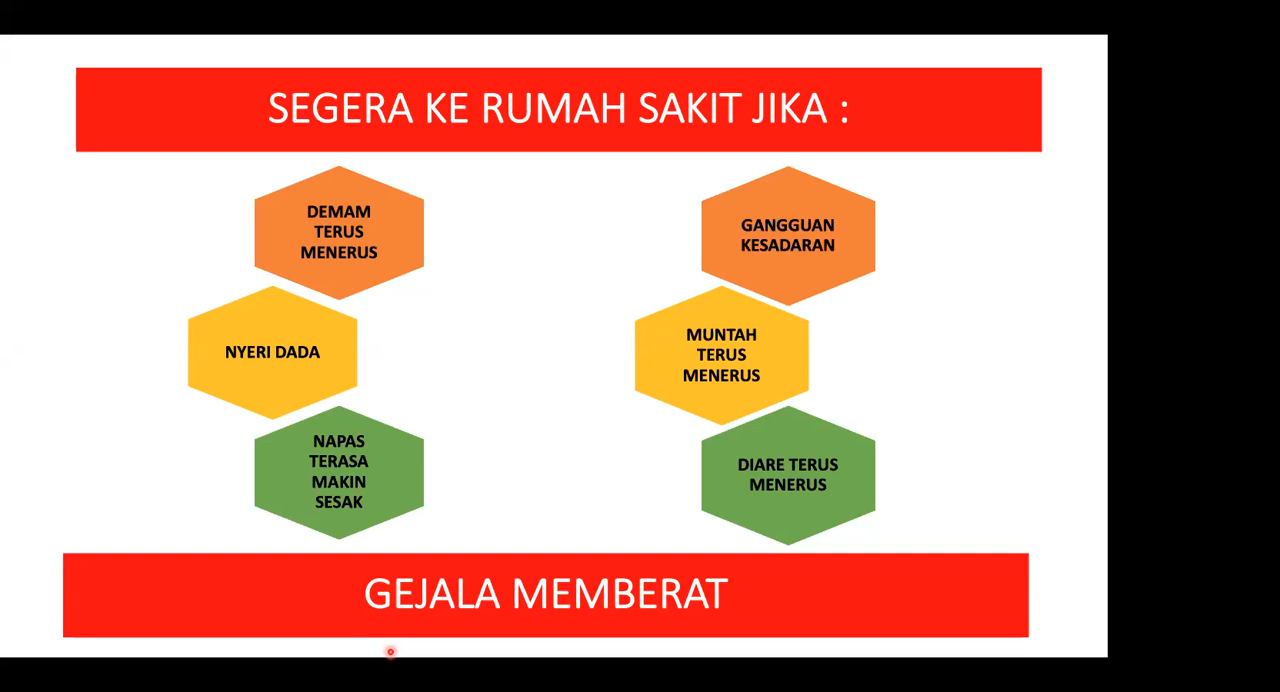 SEGERA KE RUMAH SAKIT JIKA :
DEMAM
TERUS
MENERUS
NYERI DADA
NAPAS
TERASA
MAKIN
SESAK
GANGGUAN
KESADARAN
MUNTAH
TERUS
MENERUS
DIARE TERUS
MENERUS
GEJALA MEMBERAT